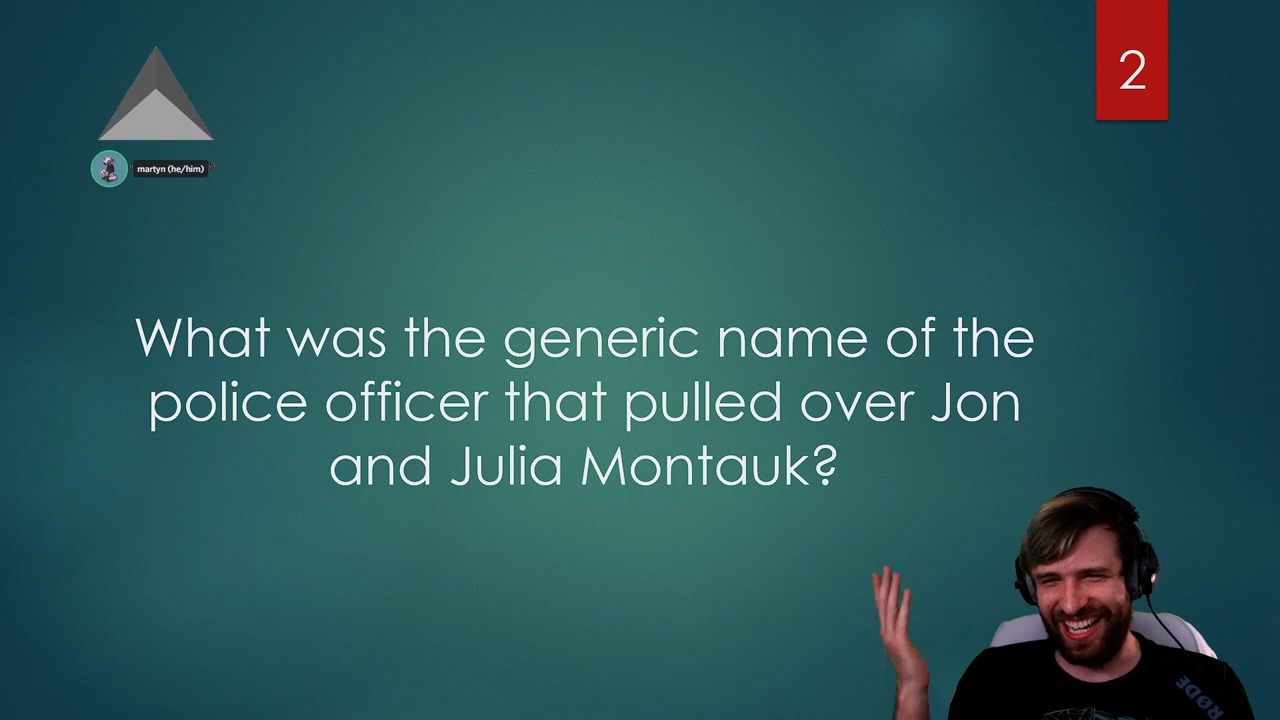 2
martyn (he/him)
What was the generic name of the
police officer that pulled over Jon
and Julia Montauk?
RØDE